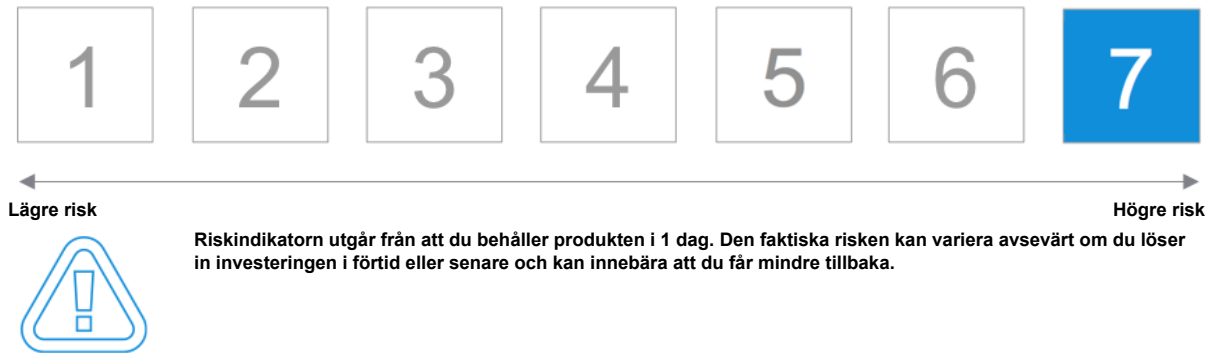 1 2 3 4 5 6 7
Lägre risk Högre risk
Riskindikatorn utgår från att du behåller produkten i 1 dag. Den faktiska risken kan variera avsevärt om du löser
in investeringen i förtid eller senare och kan innebära att du får mindre tillbaka.